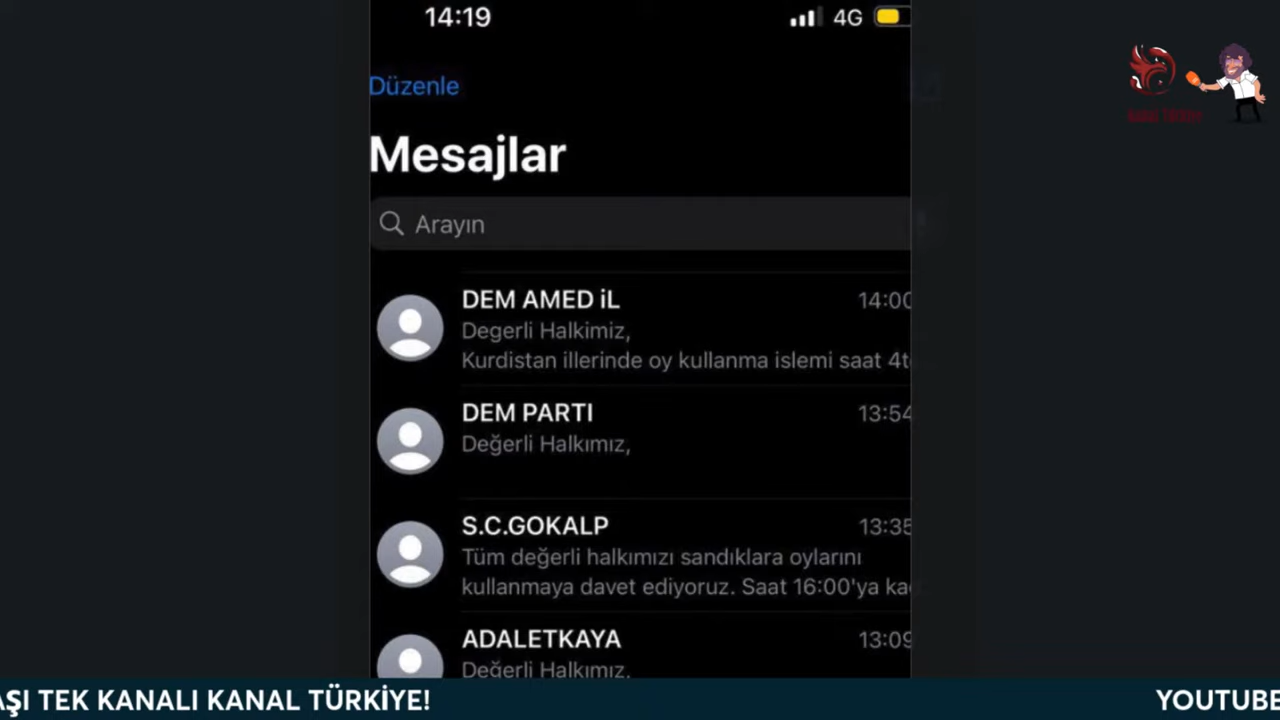 14:19
4G
Düzenle
Mesajlar
Arayın
DEM AMED iL
14:00
Degerli Halkimiz,
Kurdistan illerinde oy kullanma islemi saat 4t
DEM PARTI
13:54
Değerli Halkımız,
S.C.GOKALP
13:35
Tüm değerli halkımızı sandıklara oylarını
kullanmaya davet ediyoruz. Saat 16:00'ya ka
ADALETKAYA
13:09
Değerli Halkımız,
AŞI TEK KANALI KANAL TÜRKİYE!
YOUTUBE